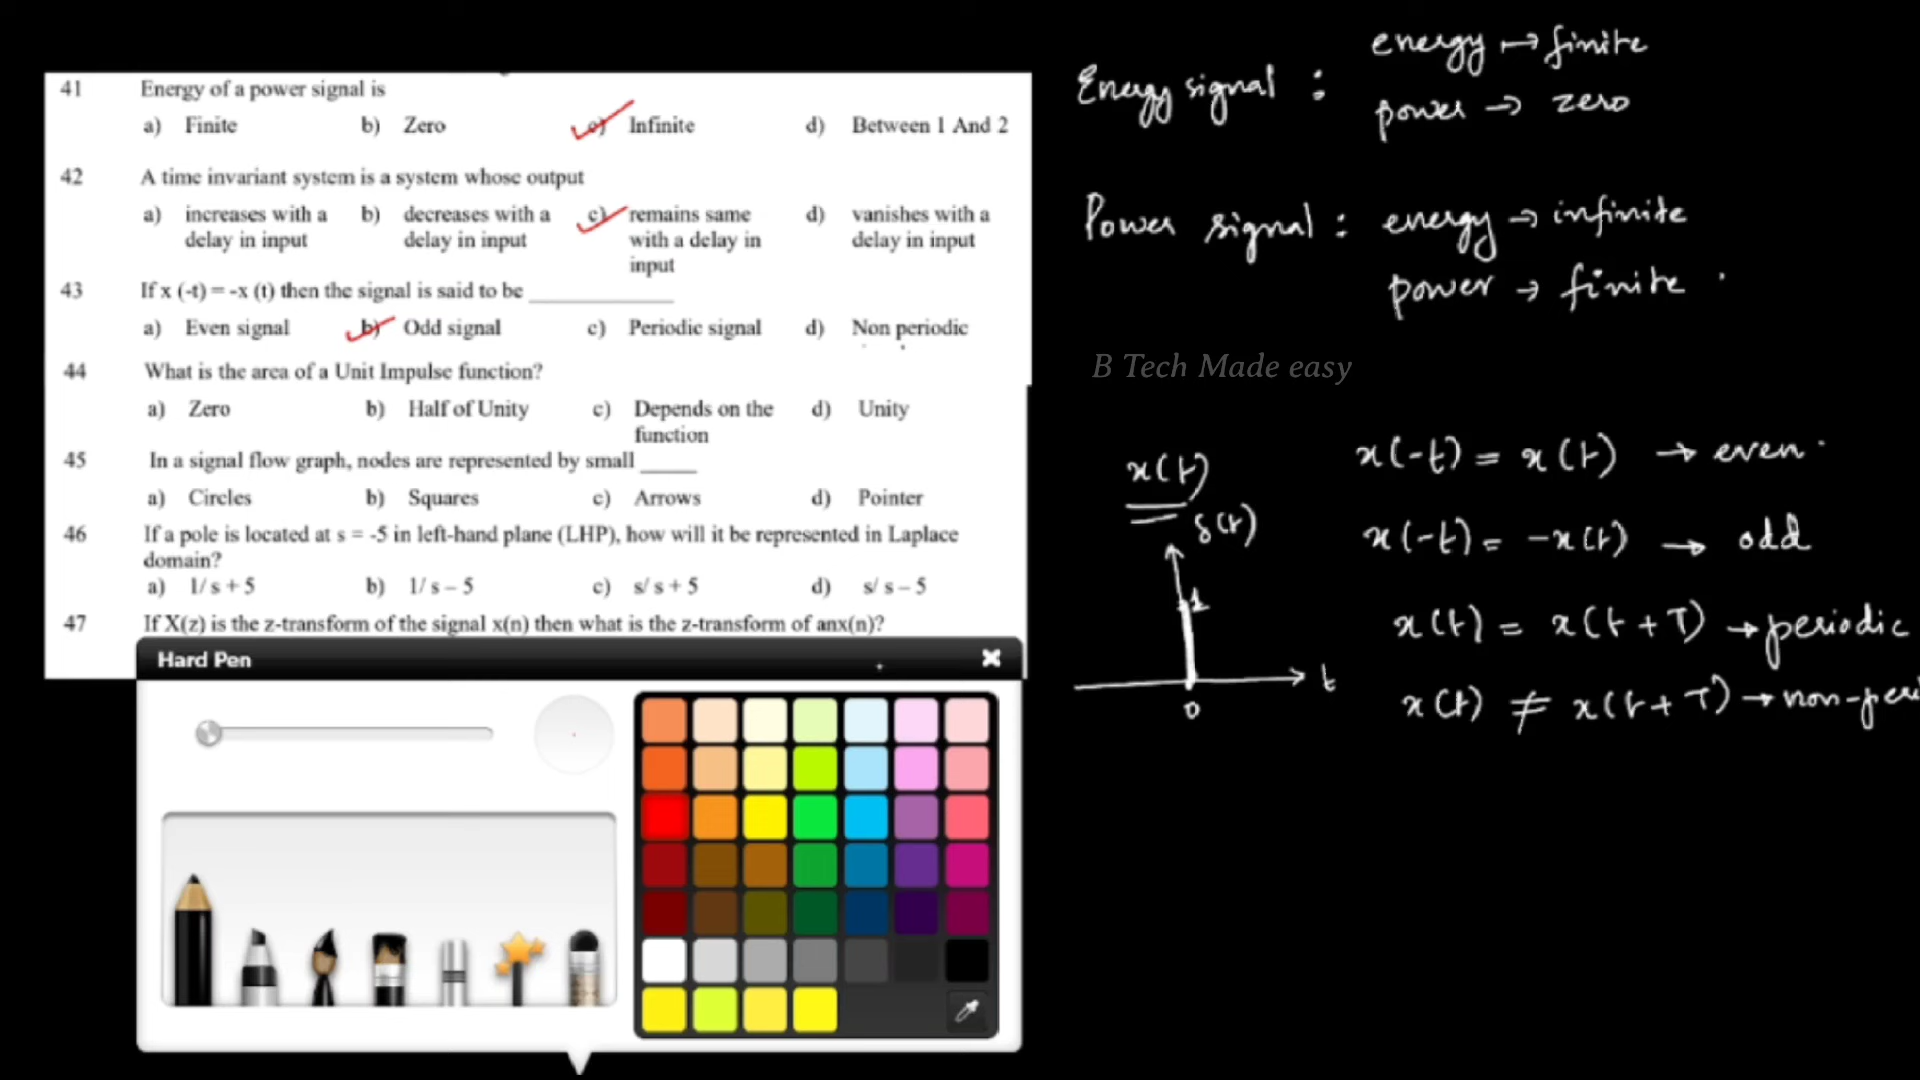 41 Energy of a power signal is
a) Finite b) Zero c) Infinite d) Between 1 And 2
42 A time invariant system is a system whose output
a) increases with a delay in input b) decreases with a delay in input c) remains same with a delay in input d) vanishes with a delay in input
43 If x (-t) = -x (t) then the signal is said to be ____________
a) Even signal b) Odd signal c) Periodic signal d) Non periodic
44 What is the area of a Unit Impulse function?
a) Zero b) Half of Unity c) Depends on the function d) Unity
45 In a signal flow graph, nodes are represented by small _____
a) Circles b) Squares c) Arrows d) Pointer
46 If a pole is located at s = -5 in left-hand plane (LHP), how will it be represented in Laplace
domain?
a) 1/ s + 5 b) 1/ s – 5 c) s/ s + 5 d) s/ s – 5
47 If X(z) is the z-transform of the signal x(n) then what is the z-transform of anx(n)?
Hard Pen
Energy signal : energy → finite
power → zero
Power signal : energy → infinite
power → finite
B Tech Made easy
x(t)
δ(t)
1
t
0
x(-t) = x(t) → even
x(-t) = -x(t) → odd
x(t) = x(t+T) → periodic
x(t) ≠ x(t+T) → non-peri